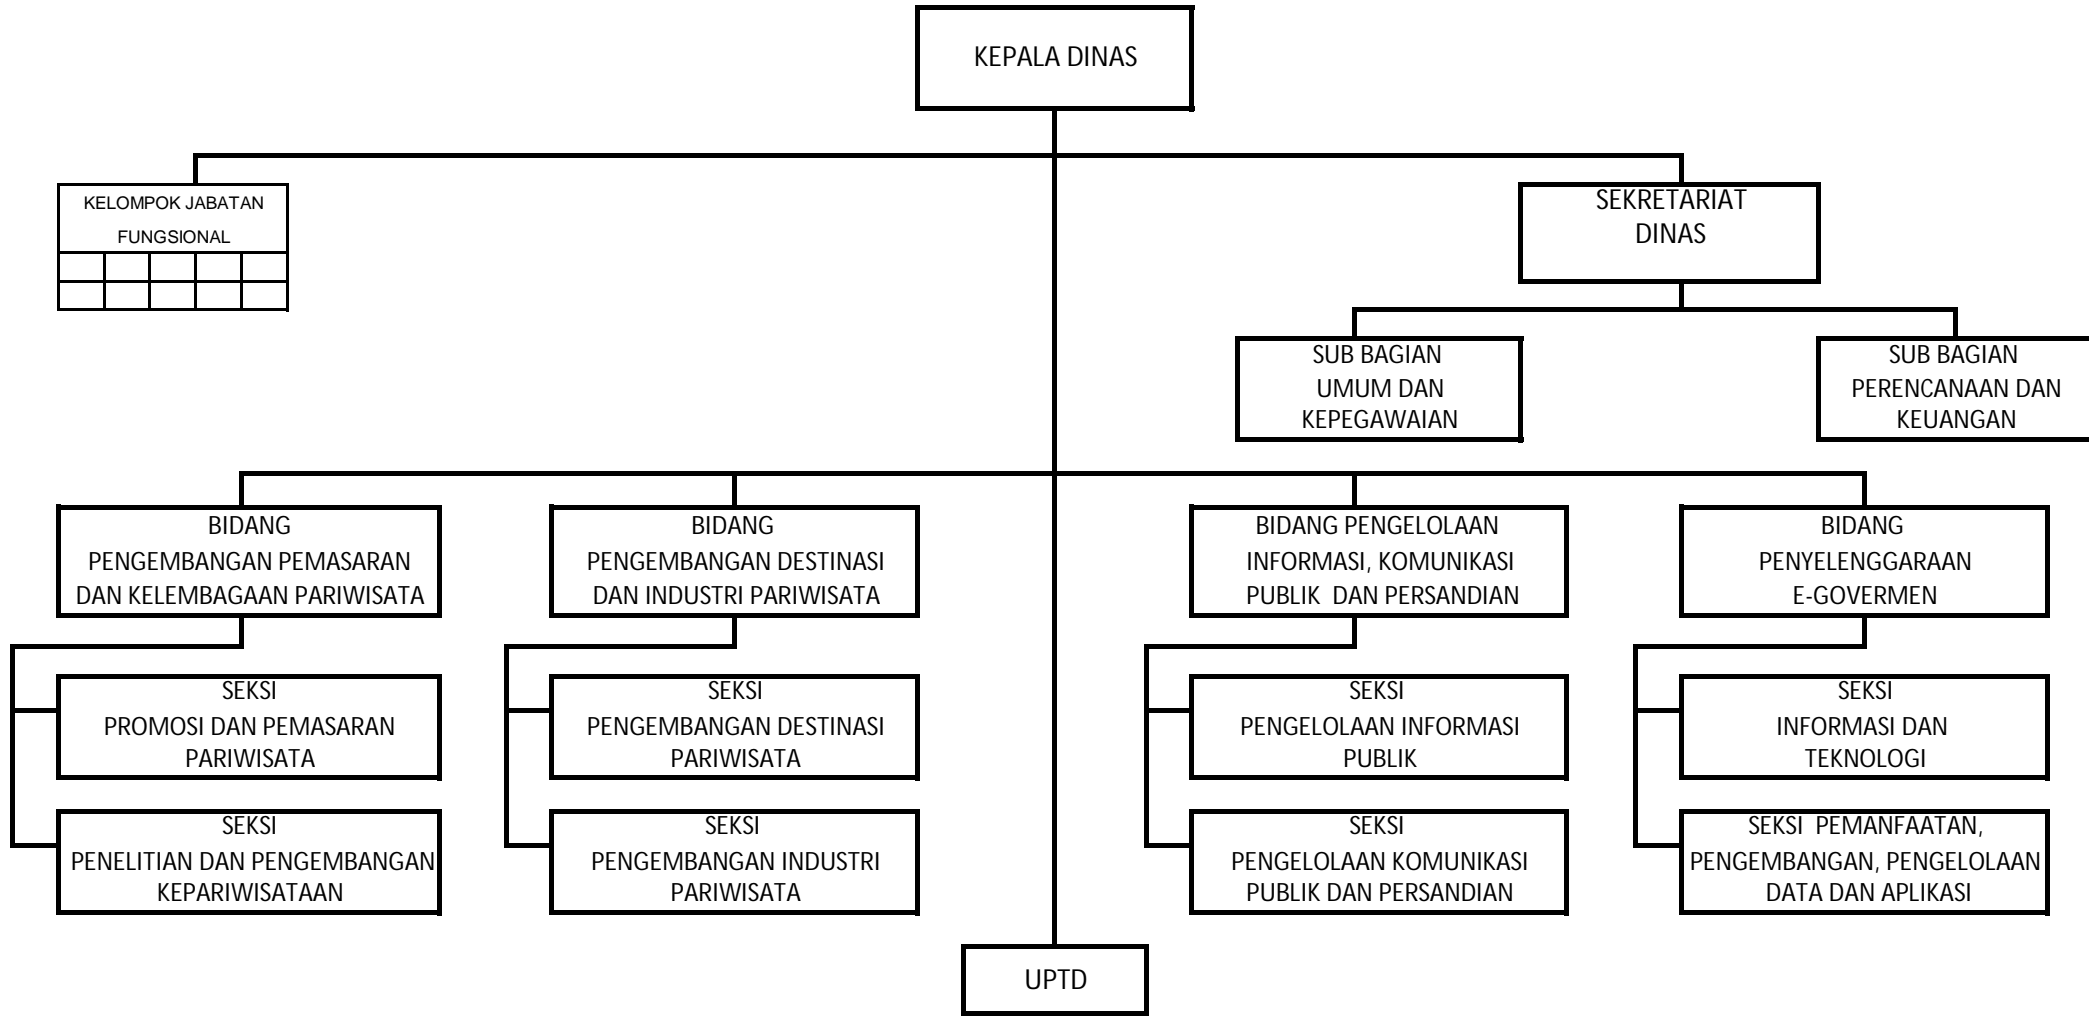 KEPALA DINAS
KELOMPOK JABATAN
FUNGSIONAL
SEKRETARIAT
DINAS
SUB BAGIAN
UMUM DAN
KEPEGAWAIAN
SUB BAGIAN
PERENCANAAN DAN
KEUANGAN
BIDANG
PENGEMBANGAN PEMASARAN
DAN KELEMBAGAAN PARIWISATA
BIDANG
PENGEMBANGAN DESTINASI
DAN INDUSTRI PARIWISATA
BIDANG PENGELOLAAN
INFORMASI, KOMUNIKASI
PUBLIK DAN PERSANDIAN
BIDANG
PENYELENGGARAAN
E-GOVERMEN
SEKSI
PROMOSI DAN PEMASARAN
PARIWISATA
SEKSI
PENGEMBANGAN DESTINASI
PARIWISATA
SEKSI
PENGELOLAAN INFORMASI
PUBLIK
SEKSI
INFORMASI DAN
TEKNOLOGI
SEKSI
PENELITIAN DAN PENGEMBANGAN
KEPARIWISATAAN
SEKSI
PENGEMBANGAN INDUSTRI
PARIWISATA
SEKSI
PENGELOLAAN KOMUNIKASI
PUBLIK DAN PERSANDIAN
SEKSI PEMANFAATAN,
PENGEMBANGAN, PENGELOLAAN
DATA DAN APLIKASI
UPTD